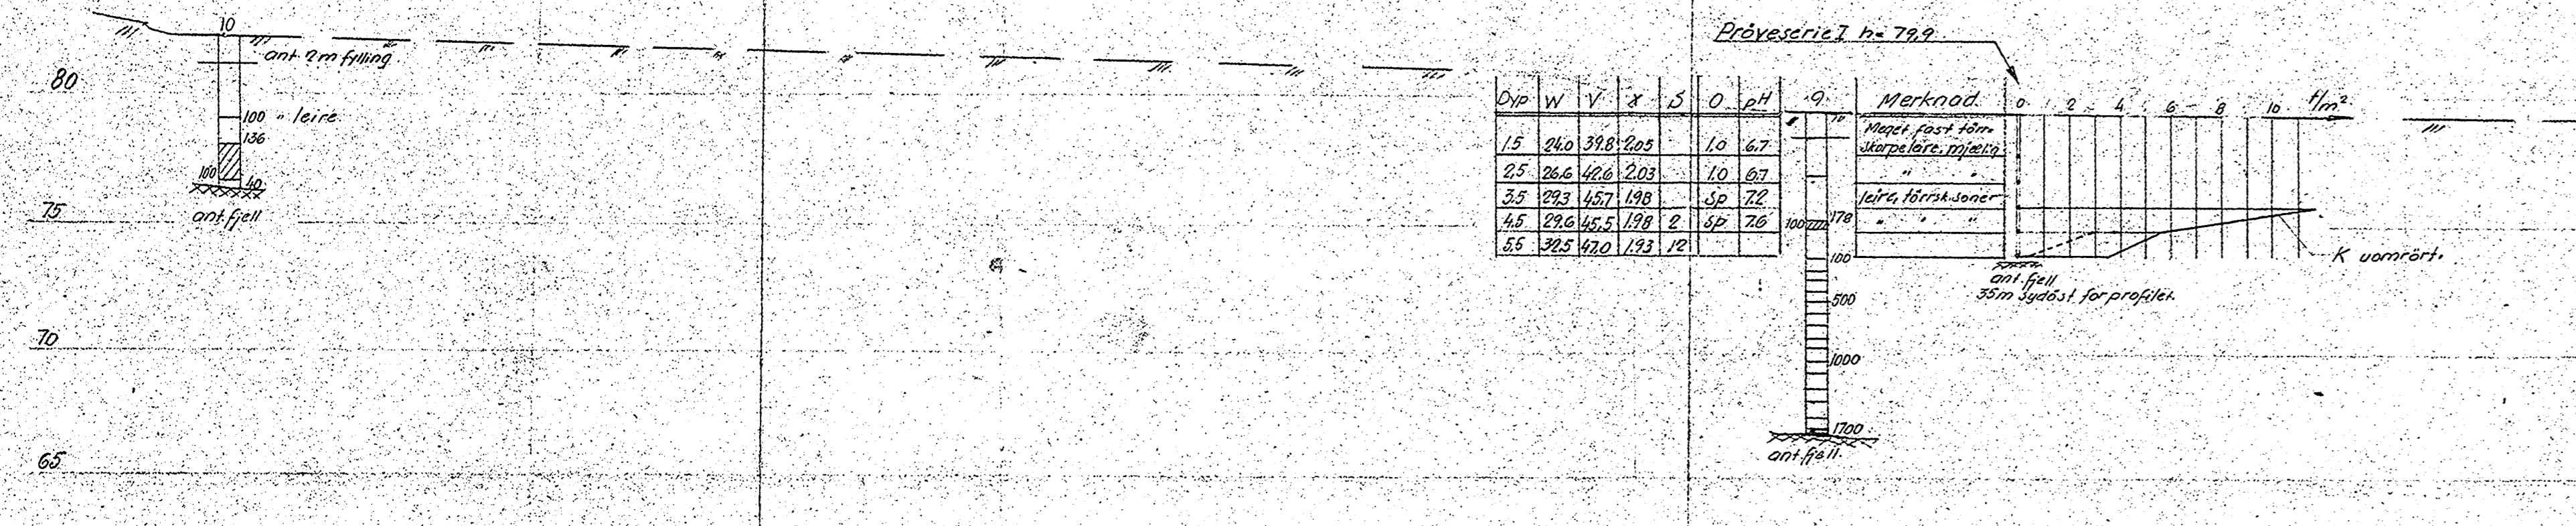 10
ant. 2 m fylling
80
100 " leire
136
100
40
ant. fjell
75
70
65
Prøveserie I h= 79,9
Dyp W V X S O pH
1.5 24.0 39.8 2.05 1.0 6.7
2.5 26.6 42.6 2.03 1.0 6.7
3.5 29.3 45.7 1.98 sp 7.2
4.5 29.6 45.5 1.98 2 sp 7.6
5.5 32.5 47.0 1.93 12
9
100
178
100
500
1000
1700
ant. fjell.
Merknad
Meget fast törr-
skorpeleire, mjælig
" "
leire, törrsk. soner
" " "
0 2 4 6 8 10 t/m²
K uomrört.
ant. fjell
35m sydöst for profilet.